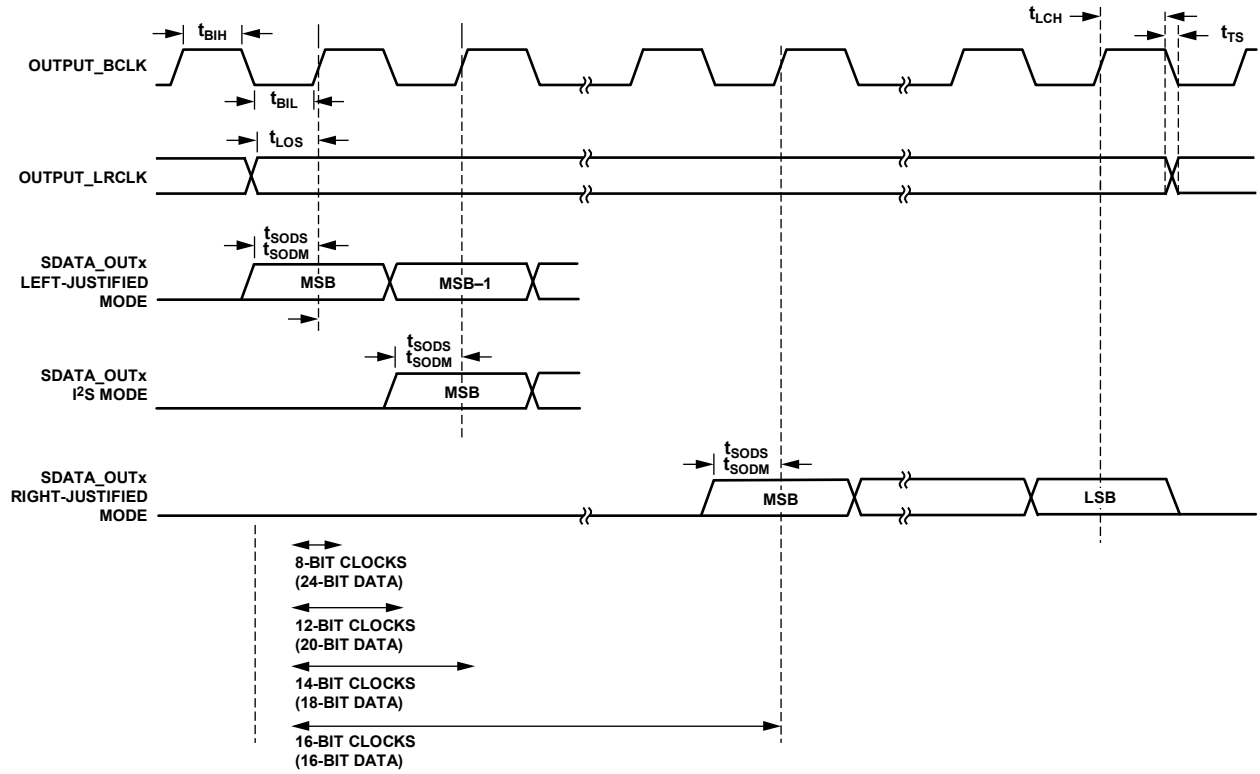 tBIH
tLCH
tTS
OUTPUT_BCLK
tBIL
tLOS
OUTPUT_LRCLK
tSODS
tSODM
SDATA_OUTx
LEFT-JUSTIFIED
MODE
MSB
MSB–1
tSODS
tSODM
SDATA_OUTx
I2S MODE
MSB
tSODS
tSODM
SDATA_OUTx
RIGHT-JUSTIFIED
MODE
MSB
LSB
8-BIT CLOCKS
(24-BIT DATA)
12-BIT CLOCKS
(20-BIT DATA)
14-BIT CLOCKS
(18-BIT DATA)
16-BIT CLOCKS
(16-BIT DATA)